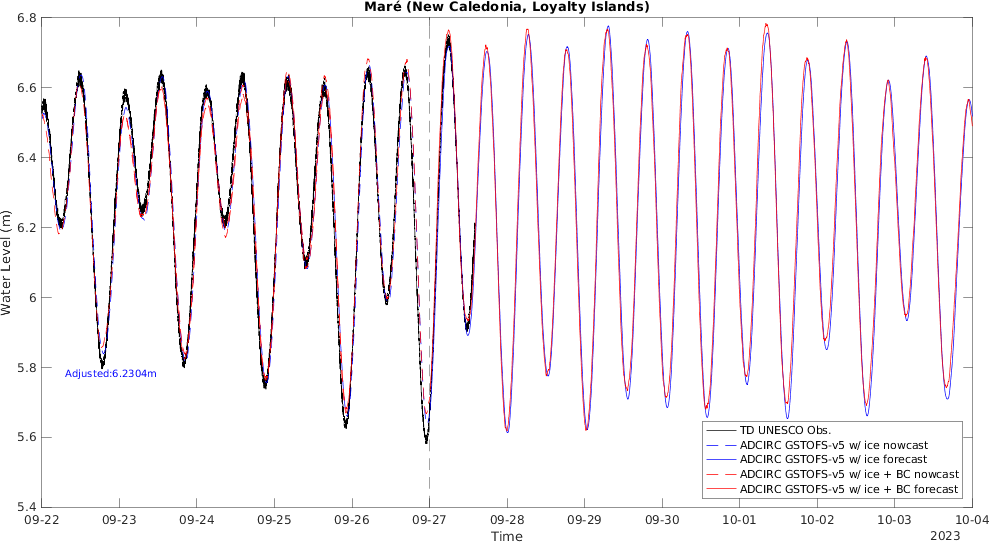 Maré (New Caledonia, Loyalty Islands)
6.8
6.6
6.4
6.2
6
5.8
5.6
5.4
Water Level (m)
Adjusted:6.2304m
TD UNESCO Obs.
ADCIRC GSTOFS-v5 w/ ice nowcast
ADCIRC GSTOFS-v5 w/ ice forecast
ADCIRC GSTOFS-v5 w/ ice + BC nowcast
ADCIRC GSTOFS-v5 w/ ice + BC forecast
09-22 09-23 09-24 09-25 09-26 09-27 09-28 09-29 09-30 10-01 10-02 10-03 10-04
Time
2023